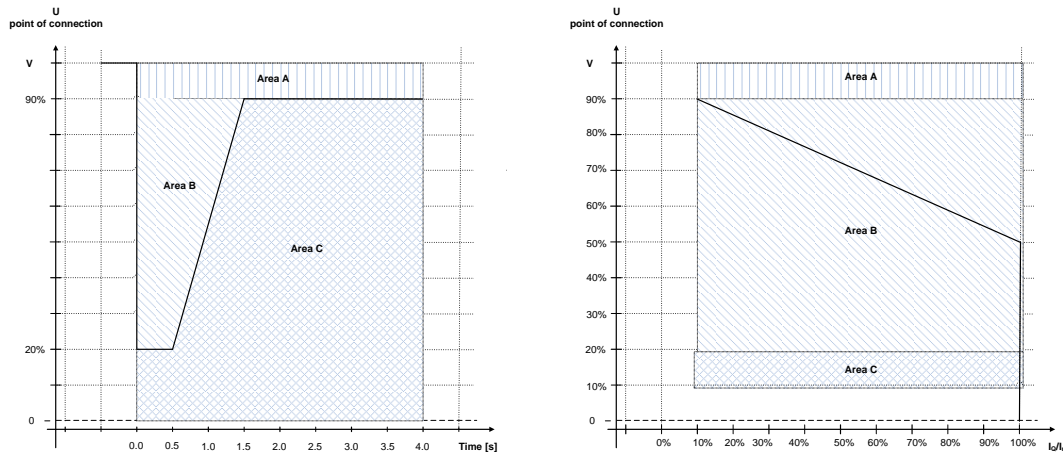 U
point of connection
V
90%
20%
0
Area A
Area B
Area C
0.0 0.5 1.0 1.5 2.0 2.5 3.0 3.5 4.0 Time [s]
U
point of connection
V
90%
80%
70%
60%
50%
40%
30%
20%
10%
0
Area A
Area B
Area C
0% 10% 20% 30% 40% 50% 60% 70% 80% 90% 100%